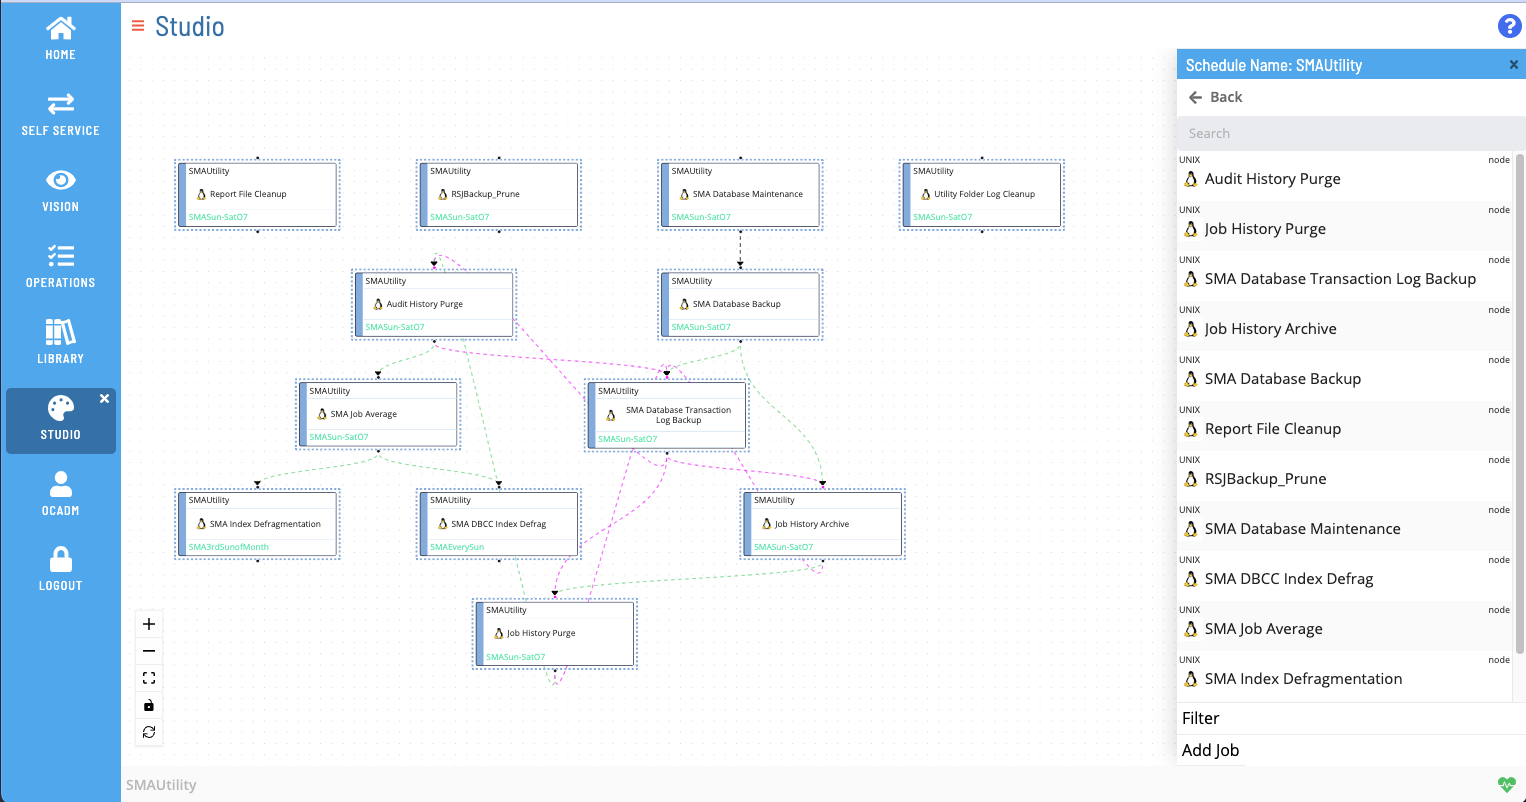 Studio
?
HOME
SELF SERVICE
VISION
OPERATIONS
LIBRARY
STUDIO
OCADM
LOGOUT
SMAUtility
Report File Cleanup
SMASun-SatO7
SMAUtility
RSJBackup_Prune
SMASun-SatO7
SMAUtility
SMA Database Maintenance
SMASun-SatO7
SMAUtility
Utility Folder Log Cleanup
SMASun-SatO7
SMAUtility
Audit History Purge
SMASun-SatO7
SMAUtility
SMA Database Backup
SMASun-SatO7
SMAUtility
SMA Job Average
SMASun-SatO7
SMAUtility
SMA Database Transaction
Log Backup
SMASun-SatO7
SMAUtility
SMA Index Defragmentation
SMA3rdSunofMonth
SMAUtility
SMA DBCC Index Defrag
SMAEverySun
SMAUtility
Job History Archive
SMASun-SatO7
SMAUtility
Job History Purge
SMASun-SatO7
SMAUtility
Schedule Name: SMAUtility
Back
Search
UNIX node
Audit History Purge
UNIX node
Job History Purge
UNIX node
SMA Database Transaction Log Backup
UNIX node
Job History Archive
UNIX node
SMA Database Backup
UNIX node
Report File Cleanup
UNIX node
RSJBackup_Prune
UNIX node
SMA Database Maintenance
UNIX node
SMA DBCC Index Defrag
UNIX node
SMA Job Average
UNIX node
SMA Index Defragmentation
Filter
Add Job